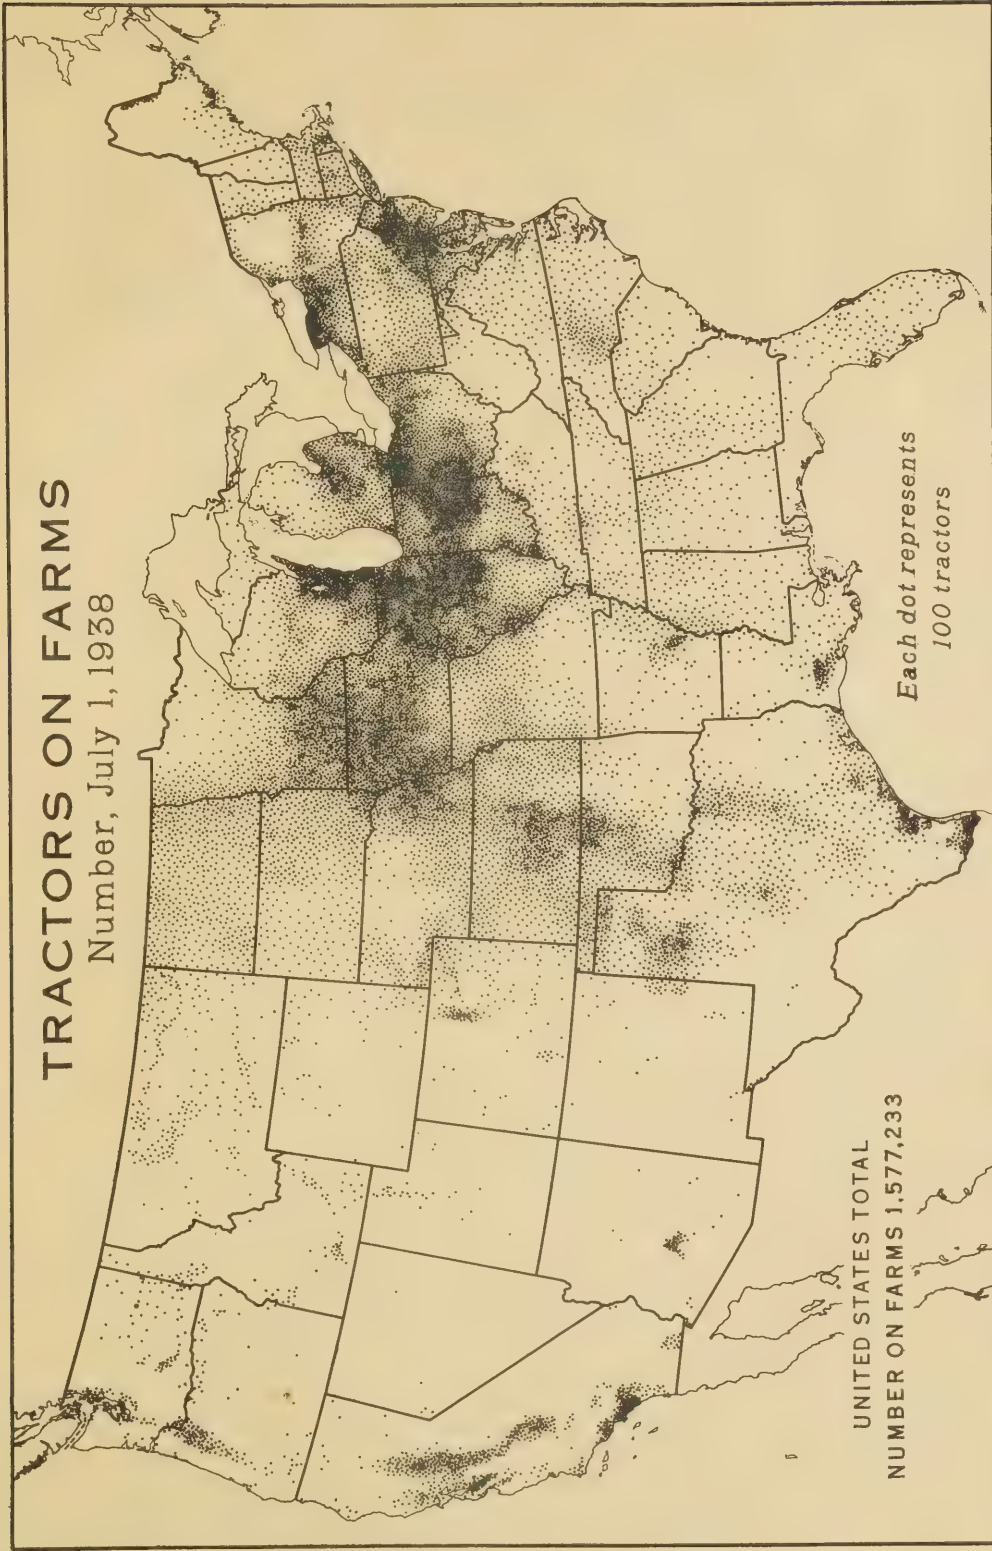 TRACTORS ON FARMS
Number, July 1, 1938
Each dot represents
100 tractors
UNITED STATES TOTAL
NUMBER ON FARMS 1,577,233